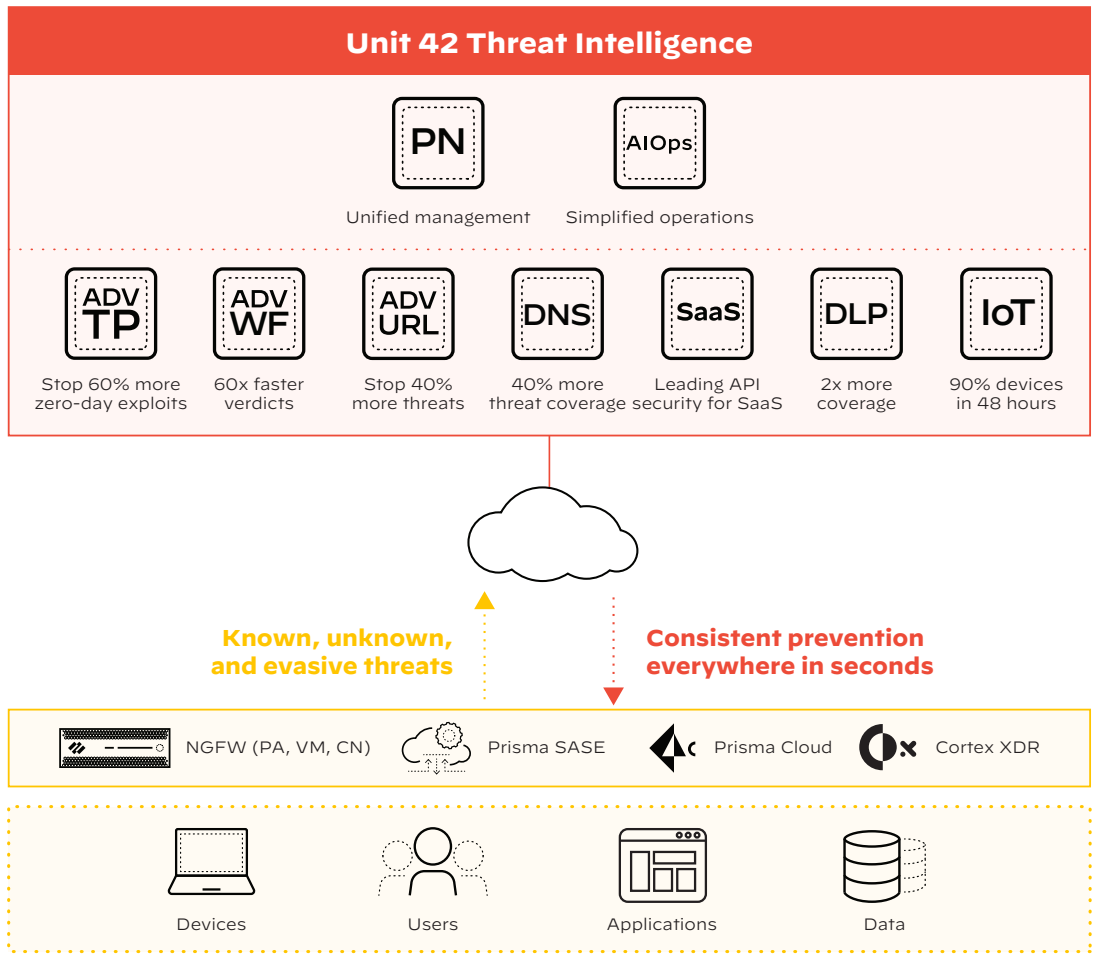 Unit 42 Threat Intelligence
PN
AIOps
Unified management
Simplified operations
ADV
TP
ADV
WF
ADV
URL
DNS
SaaS
DLP
IoT
Stop 60% more
zero-day exploits
60x faster
verdicts
Stop 40%
more threats
40% more
threat coverage
Leading API
security for SaaS
2x more
coverage
90% devices
in 48 hours
Known, unknown,
and evasive threats
Consistent prevention
everywhere in seconds
NGFW (PA, VM, CN)
Prisma SASE
Prisma Cloud
Cortex XDR
Devices
Users
Applications
Data